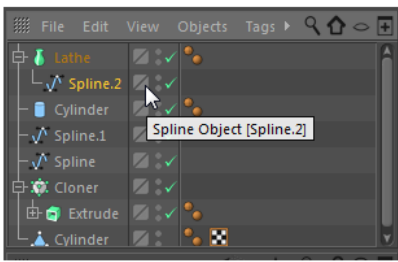 File Edit View Objects Tags
Lathe
Spline.2
Cylinder
Spline Object [Spline.2]
Spline.1
Spline
Cloner
Extrude
Cylinder